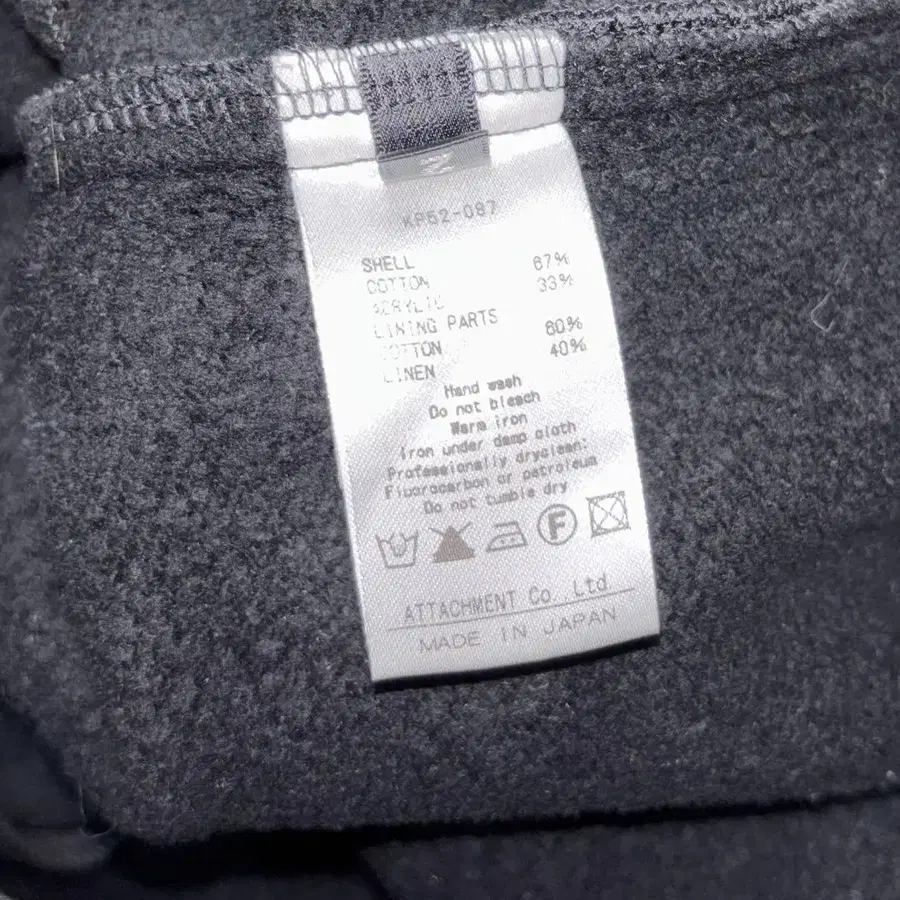 KP52-087
SHELL
COTTON 67%
ACRYLIC 33%
LINING PARTS
COTTON 60%
LINEN 40%
Hand wash
Do not bleach
Warm iron
Iron under damp cloth
Professionally dryclean:
Fluorocarbon or petroleum
Do not tumble dry
F
ATTACHMENT Co.,Ltd
MADE IN JAPAN